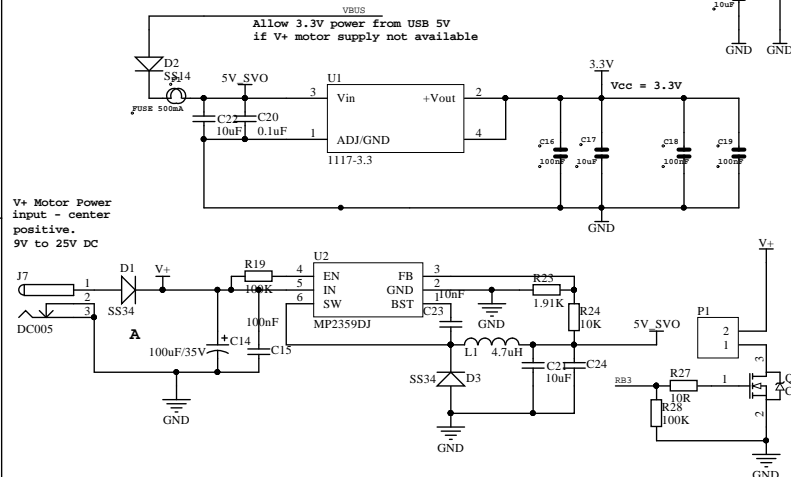 VBUS
Allow 3.3V power from USB 5V
if V+ motor supply not available
10uF
GND
GND
D2
SS14
FUSE 500mA
5V_SVO
C22
10uF
C20
0.1uF
U1
3
Vin
+Vout
2
1
ADJ/GND
4
1117-3.3
3.3V
Vcc = 3.3V
C16
100nF
C17
10uF
C18
100nF
C19
100nF
GND
V+ Motor Power
input - center
positive.
9V to 25V DC
J7
DC005
1
2
3
D1
SS34
V+
A
R19
100K
100uF/35V
C14
100nF
C15
GND
U2
4
EN
5
IN
6
SW
FB
3
GND
2
BST
1
MP2359DJ
10nF
C23
GND
R23
1.91K
R24
10K
L1
4.7uH
SS34
D3
C21
10uF
C24
GND
5V_SVO
V+
P1
2
1
RB3
R27
10R
R28
100K
1
3
2
Q
C
GND